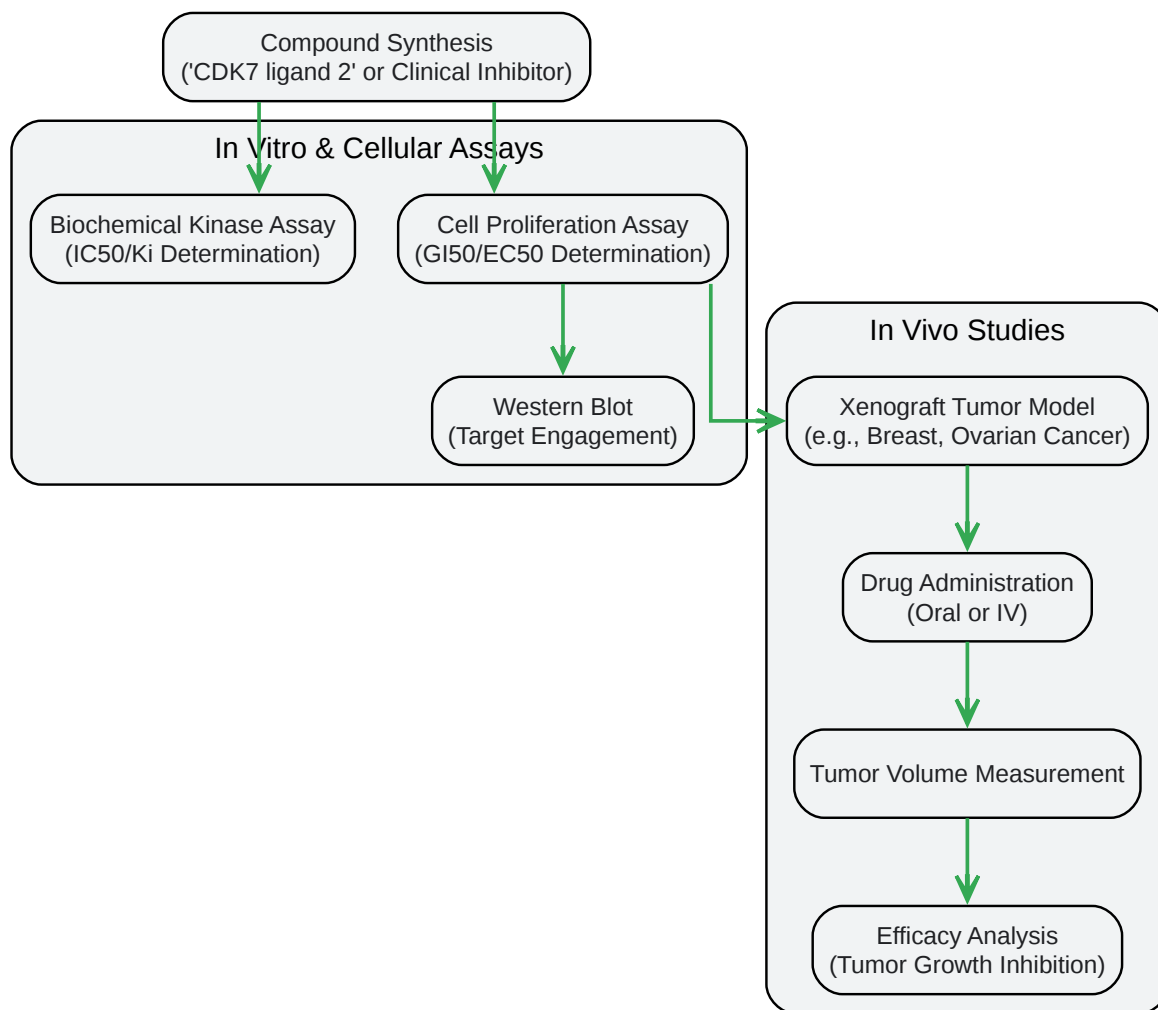 Compound Synthesis
('CDK7 ligand 2' or Clinical Inhibitor)
In Vitro & Cellular Assays
Biochemical Kinase Assay
(IC50/Ki Determination)
Cell Proliferation Assay
(GI50/EC50 Determination)
Western Blot
(Target Engagement)
In Vivo Studies
Xenograft Tumor Model
(e.g., Breast, Ovarian Cancer)
Drug Administration
(Oral or IV)
Tumor Volume Measurement
Efficacy Analysis
(Tumor Growth Inhibition)